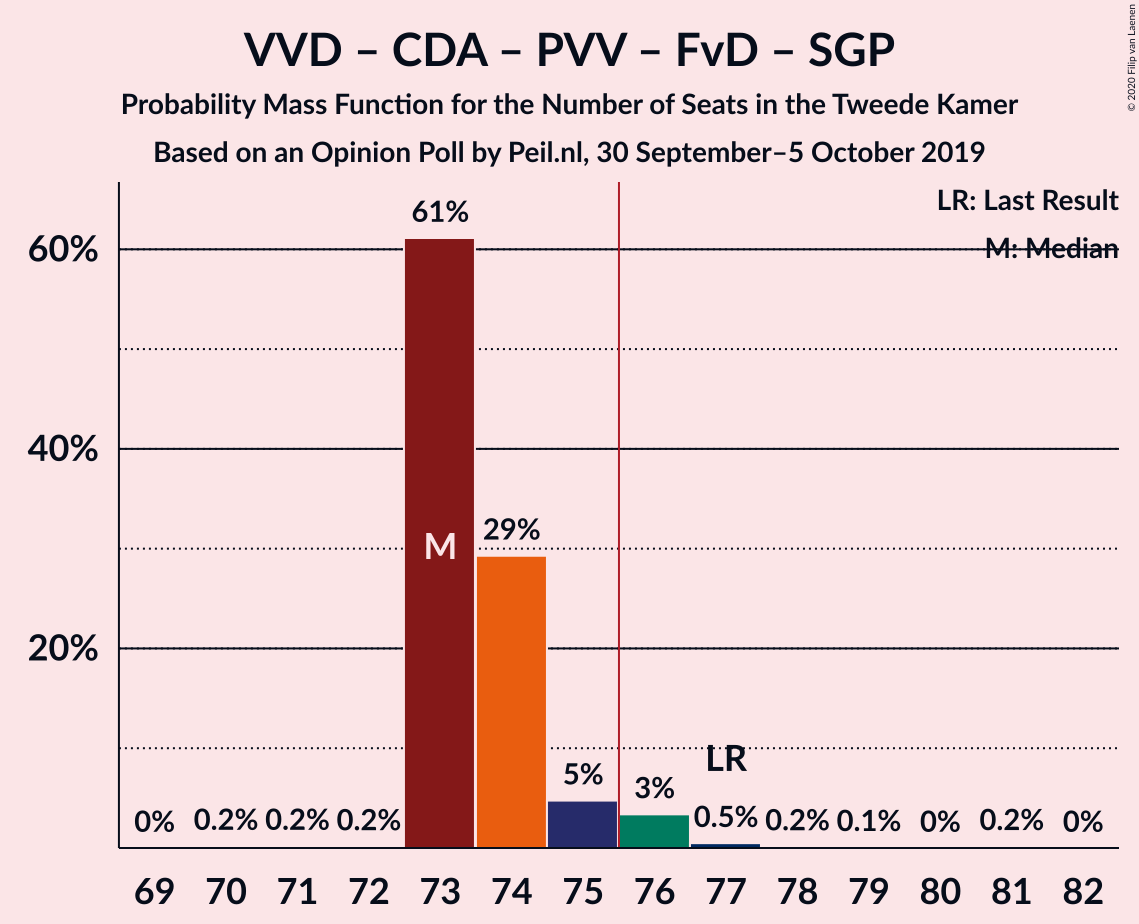 VVD – CDA – PVV – FvD – SGP
Probability Mass Function for the Number of Seats in the Tweede Kamer
Based on an Opinion Poll by Peil.nl, 30 September–5 October 2019
© 2020 Filip van Laenen
LR: Last Result
M: Median
60%
40%
20%
61%
M
29%
5%
3%
LR
0%
0.2%
0.2%
0.2%
0.5%
0.2%
0.1%
0%
0.2%
0%
69 70 71 72 73 74 75 76 77 78 79 80 81 82